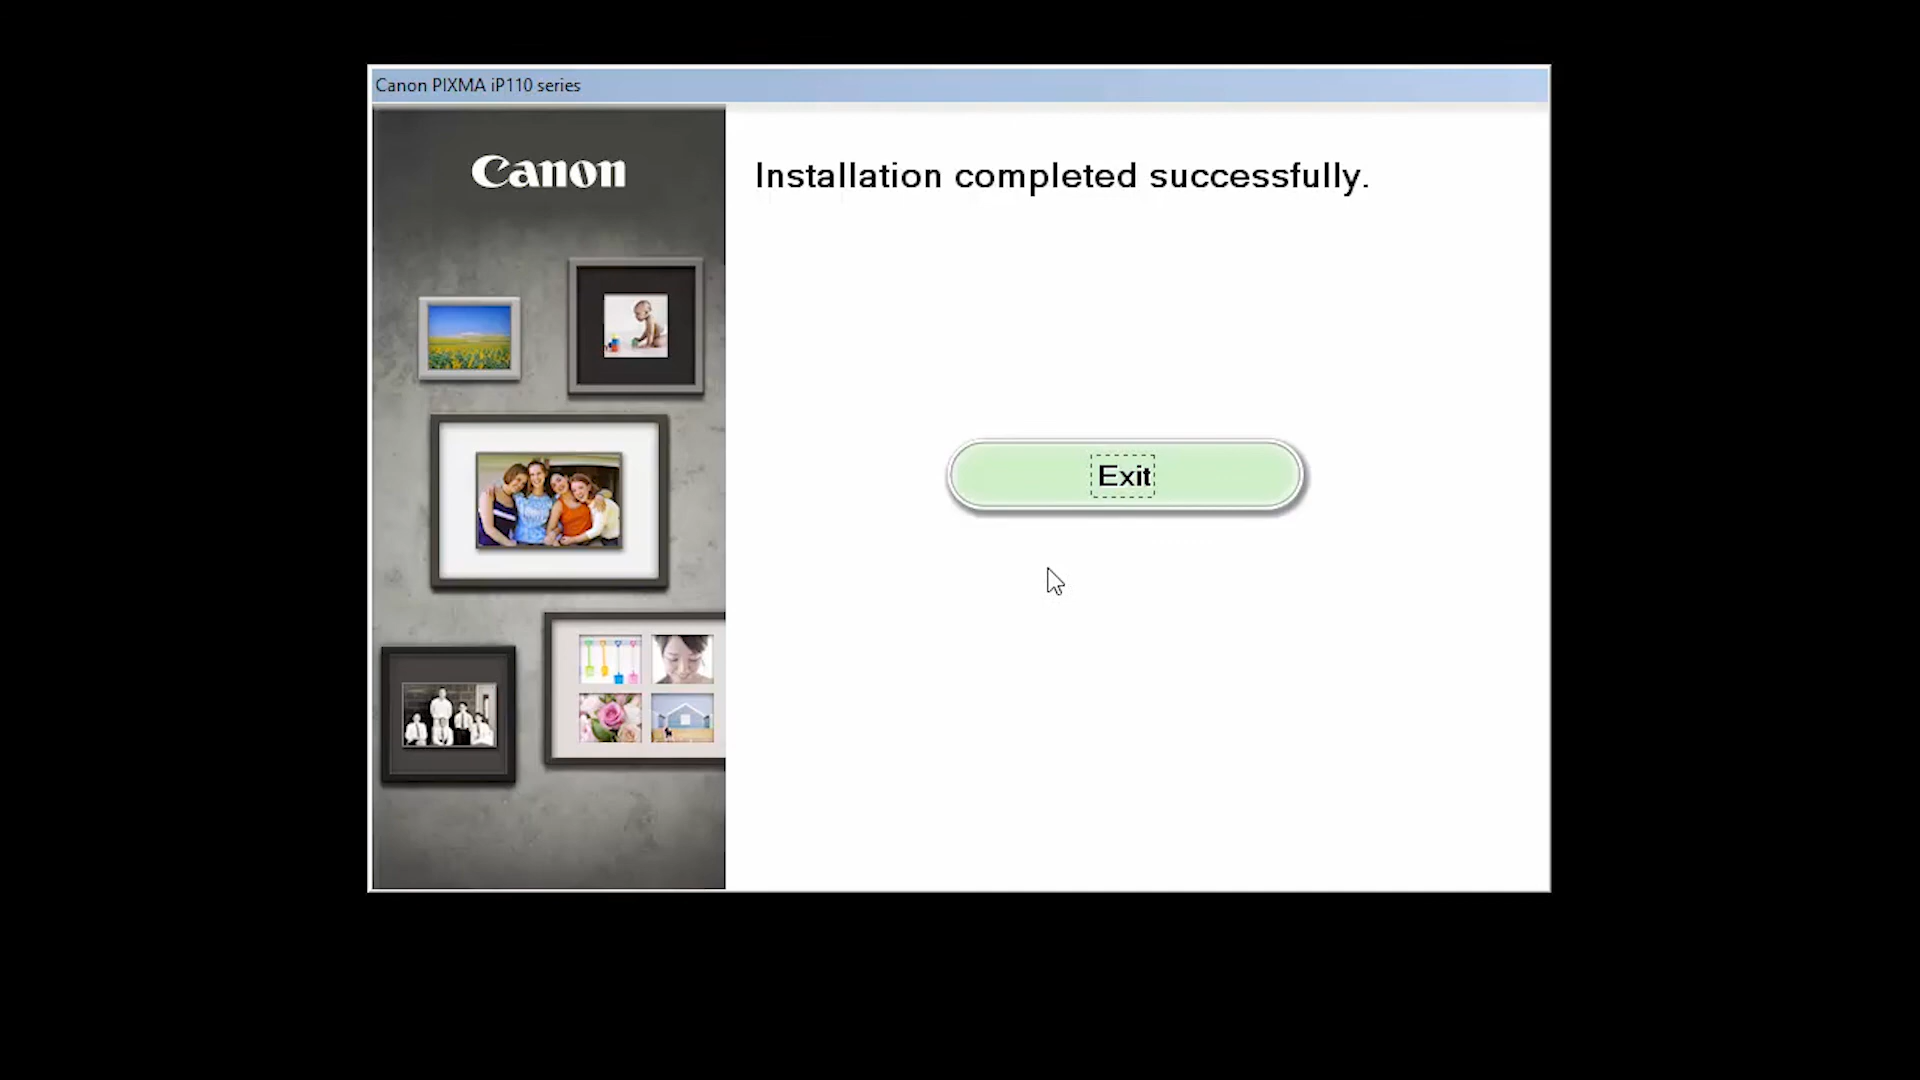 Canon PIXMA iP110 series
Canon
Installation completed successfully.
Exit